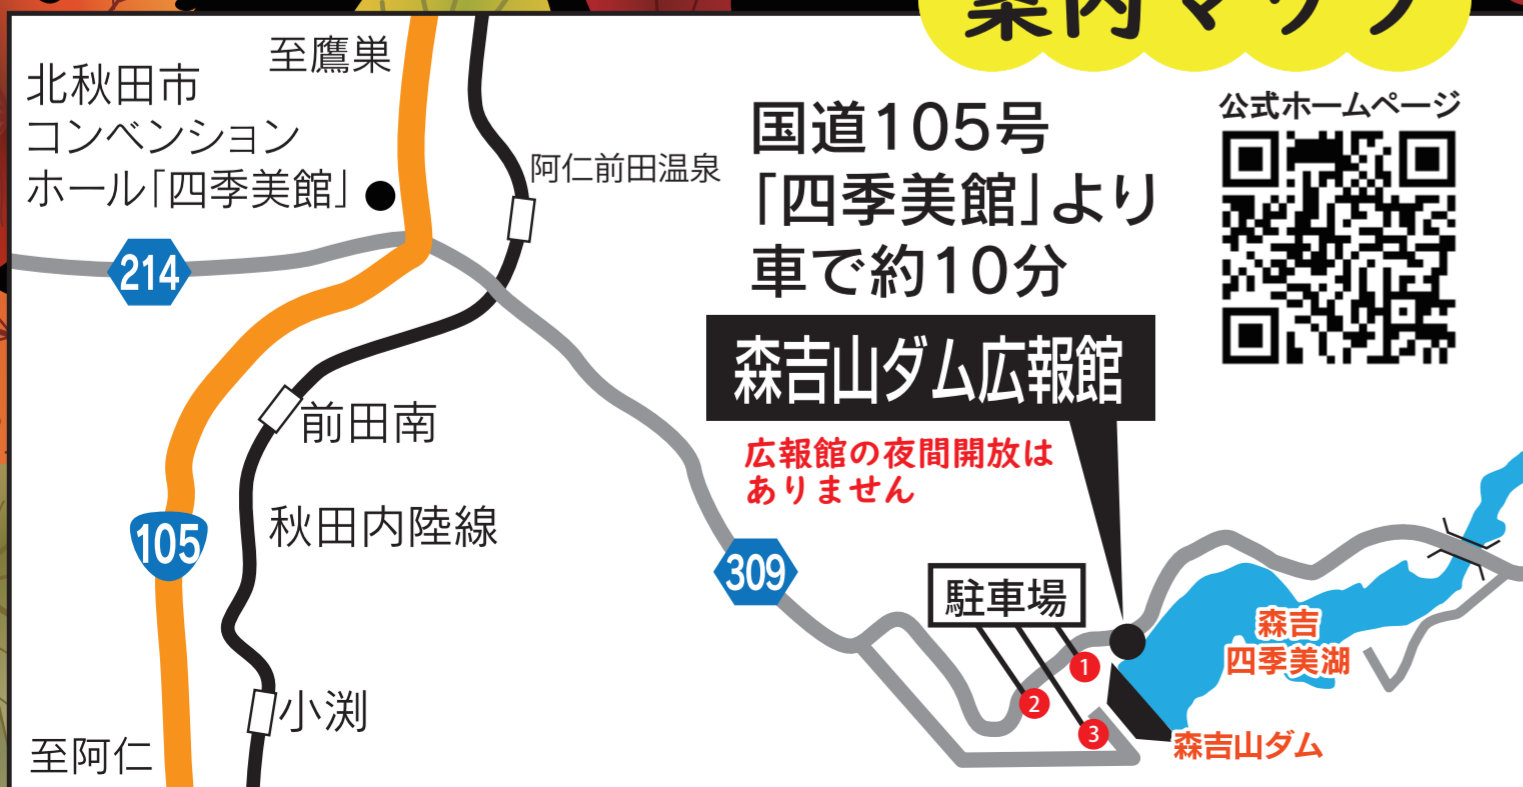 案内マップ
至鷹巣
北秋田市
コンベンション
ホール「四季美館」
阿仁前田温泉
国道105号
「四季美館」より
車で約10分
公式ホームページ
214
森吉山ダム広報館
広報館の夜間開放は
ありません
前田南
秋田内陸線
105
309
駐車場
1
2
3
森吉
四季美湖
森吉山ダム
小渕
至阿仁